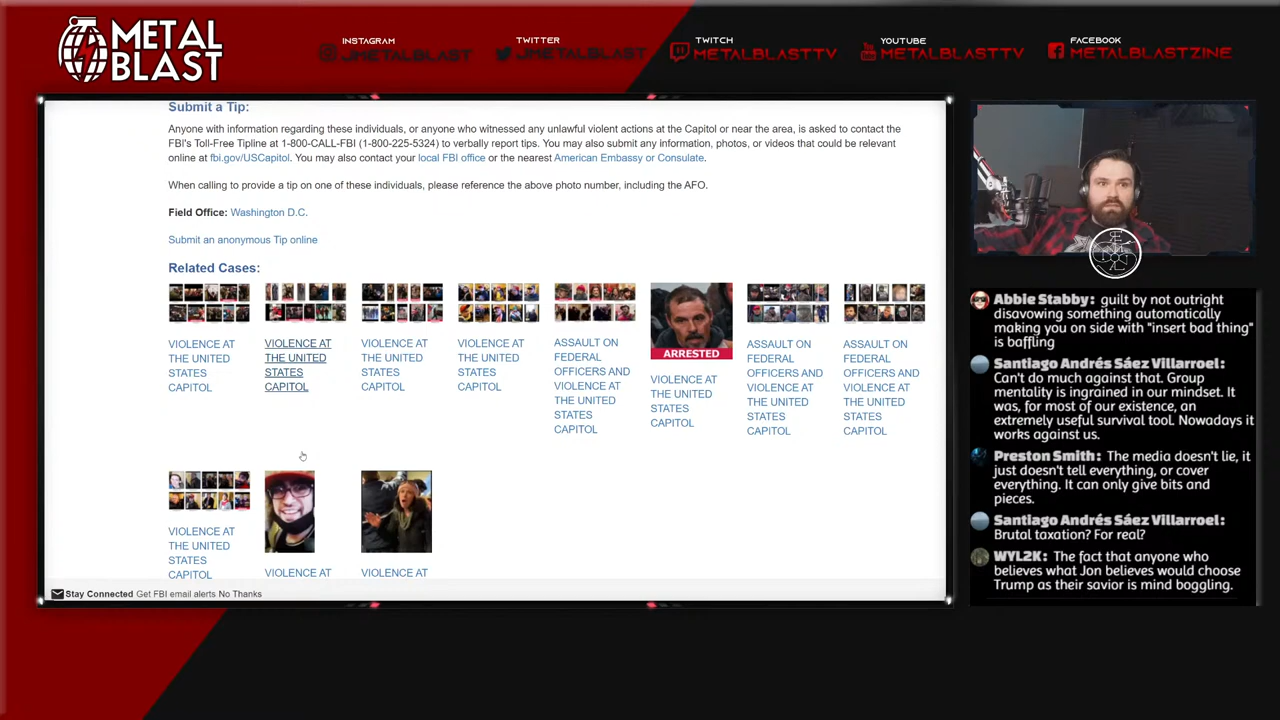 METAL
BLAST
INSTAGRAM
JMETALBLAST
TWITTER
JMETALBLAST
TWITCH
METALBLASTTV
YOUTUBE
METALBLASTTV
FACEBOOK
METALBLASTZINE
Submit a Tip:
Anyone with information regarding these individuals, or anyone who witnessed any unlawful violent actions at the Capitol or near the area, is asked to contact the
FBI's Toll-Free Tipline at 1-800-CALL-FBI (1-800-225-5324) to verbally report tips. You may also submit any information, photos, or videos that could be relevant
online at fbi.gov/USCapitol. You may also contact your local FBI office or the nearest American Embassy or Consulate.
When calling to provide a tip on one of these individuals, please reference the above photo number, including the AFO.
Field Office: Washington D.C.
Submit an anonymous Tip online
Related Cases:
VIOLENCE AT
THE UNITED
STATES
CAPITOL
VIOLENCE AT
THE UNITED
STATES
CAPITOL
VIOLENCE AT
THE UNITED
STATES
CAPITOL
VIOLENCE AT
THE UNITED
STATES
CAPITOL
ASSAULT ON
FEDERAL
OFFICERS AND
VIOLENCE AT
THE UNITED
STATES
CAPITOL
ARRESTED
VIOLENCE AT
THE UNITED
STATES
CAPITOL
ASSAULT ON
FEDERAL
OFFICERS AND
VIOLENCE AT
THE UNITED
STATES
CAPITOL
ASSAULT ON
FEDERAL
OFFICERS AND
VIOLENCE AT
THE UNITED
STATES
CAPITOL
VIOLENCE AT
THE UNITED
STATES
CAPITOL
VIOLENCE AT
VIOLENCE AT
Stay Connected Get FBI email alerts No Thanks
Abbie Stabby: guilt by not outright
disavowing something automatically
making you on side with "insert bad thing"
is baffling
Santiago Andrés Sáez Villarroel:
Can't do much against that. Group
mentality is ingrained in our mindset. It
was, for most of our existence, an
extremely useful survival tool. Nowadays it
works against us.
Preston Smith: The media doesn't lie, it
just doesn't tell everything, or cover
everything. It can only give bits and
pieces.
Santiago Andrés Sáez Villarroel:
Brutal taxation? For real?
WYL2K: The fact that anyone who
believes what Jon believes would choose
Trump as their savior is mind boggling.